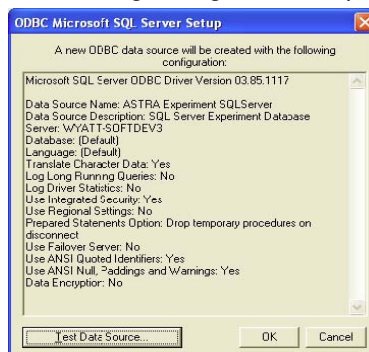 ODBC Microsoft SQL Server Setup
A new ODBC data source will be created with the following
configuration:
Microsoft SQL Server ODBC Driver Version 03.85.1117
Data Source Name: ASTRA Experiment SQLServer
Data Source Description: SQL Server Experiment Database
Server: WYATT-SOFTDEV3
Database: (Default)
Language: (Default)
Translate Character Data: Yes
Log Long Running Queries: No
Log Driver Statistics: No
Use Integrated Security: Yes
Use Regional Settings: No
Prepared Statements Option: Drop temporary procedures on
disconnect
Use Failover Server: No
Use ANSI Quoted Identifiers: Yes
Use ANSI Null, Paddings and Warnings: Yes
Data Encryption: No
Test Data Source...
OK
Cancel